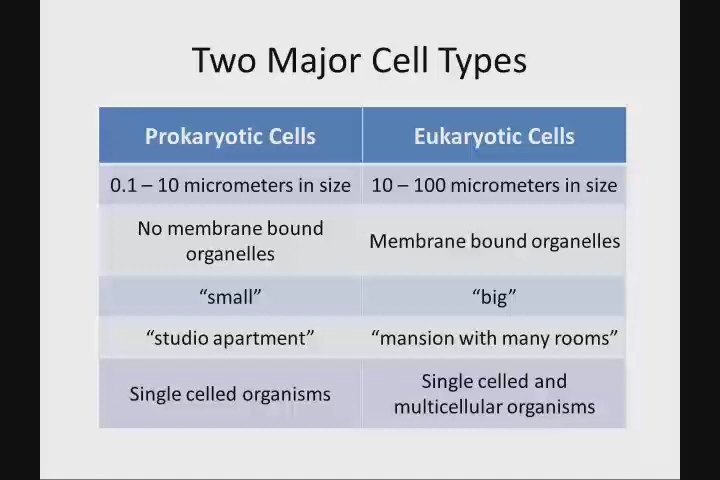 Two Major Cell Types
Prokaryotic Cells
Eukaryotic Cells
0.1 – 10 micrometers in size
10 – 100 micrometers in size
No membrane bound
organelles
Membrane bound organelles
“small”
“big”
“studio apartment”
“mansion with many rooms”
Single celled organisms
Single celled and
multicellular organisms